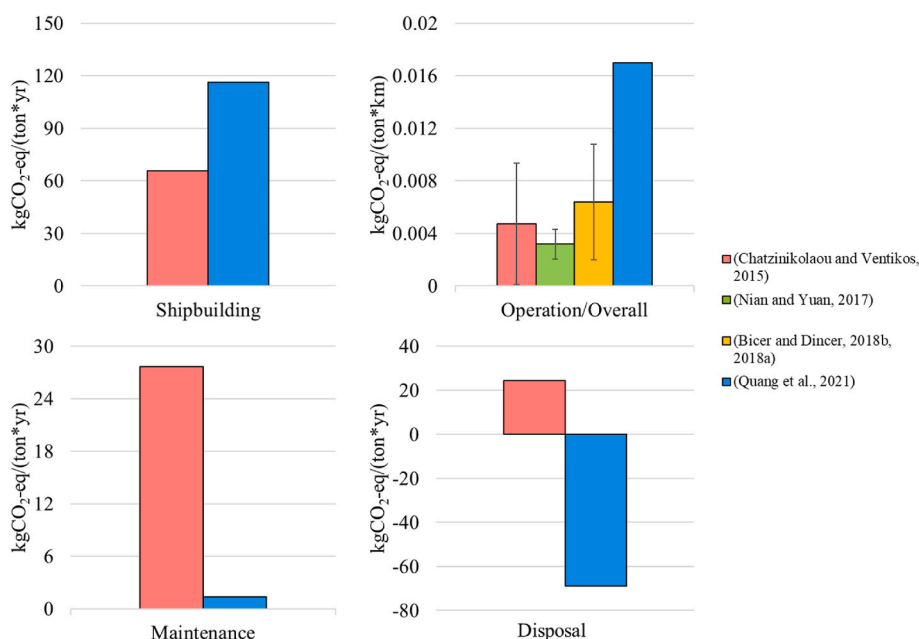 150
120
90
60
30
0
kgCO₂-eq/(ton*yr)
Shipbuilding
0.02
0.016
0.012
0.008
0.004
0
kgCO₂-eq/(ton*km)
Operation/Overall
30
24
18
12
6
0
kgCO₂-eq/(ton*yr)
Maintenance
40
20
0
-20
-40
-60
-80
kgCO₂-eq/(ton*yr)
Disposal
(Chatzinikolaou and Ventikos,
2015)
(Nian and Yuan, 2017)
(Bicer and Dincer, 2018b,
2018a)
(Quang et al., 2021)